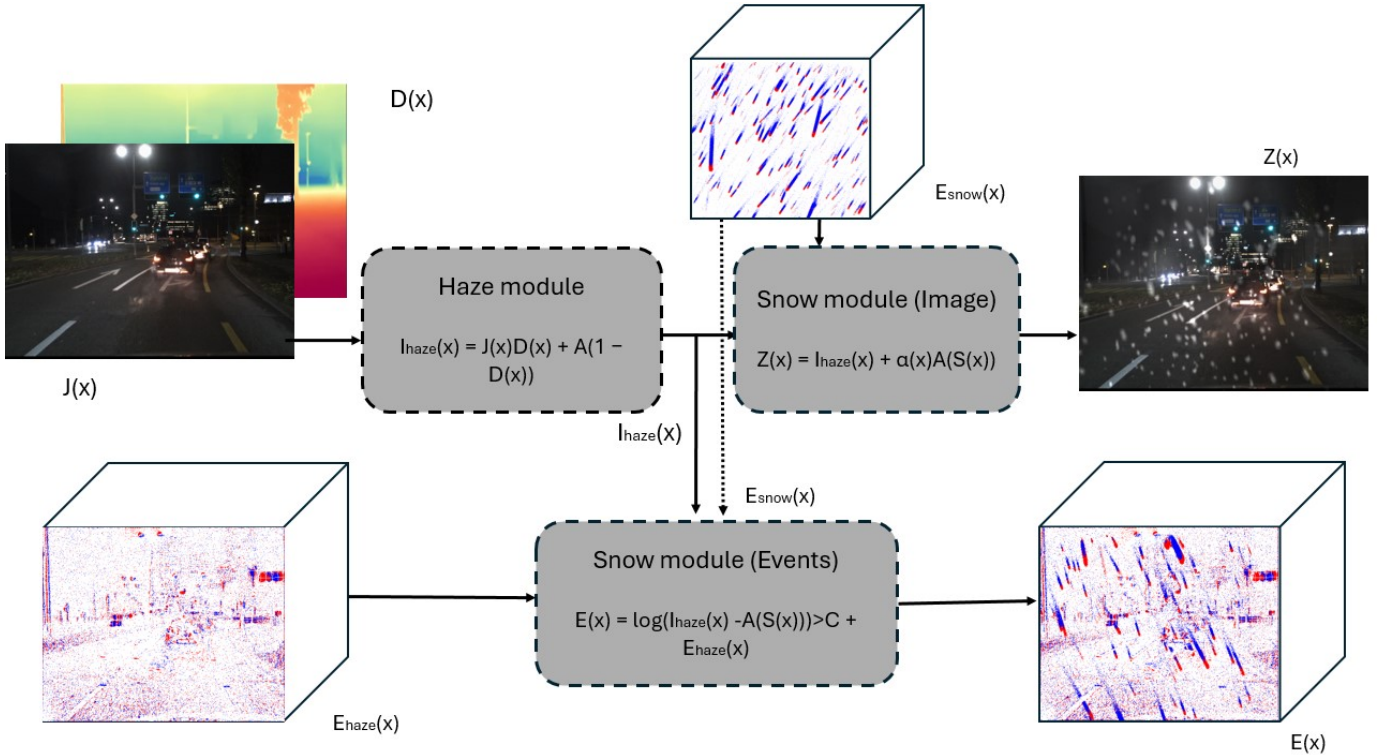 D(x)
Z(x)
Esnow(x)
Haze module
Ihaze(x) = J(x)D(x) + A(1 −
D(x))
Snow module (Image)
Z(x) = Ihaze(x) + α(x)A(S(x))
J(x)
Ihaze(x)
Esnow(x)
Snow module (Events)
E(x) = log(Ihaze(x) -A(S(x)))>C +
Ehaze(x)
Ehaze(x)
E(x)